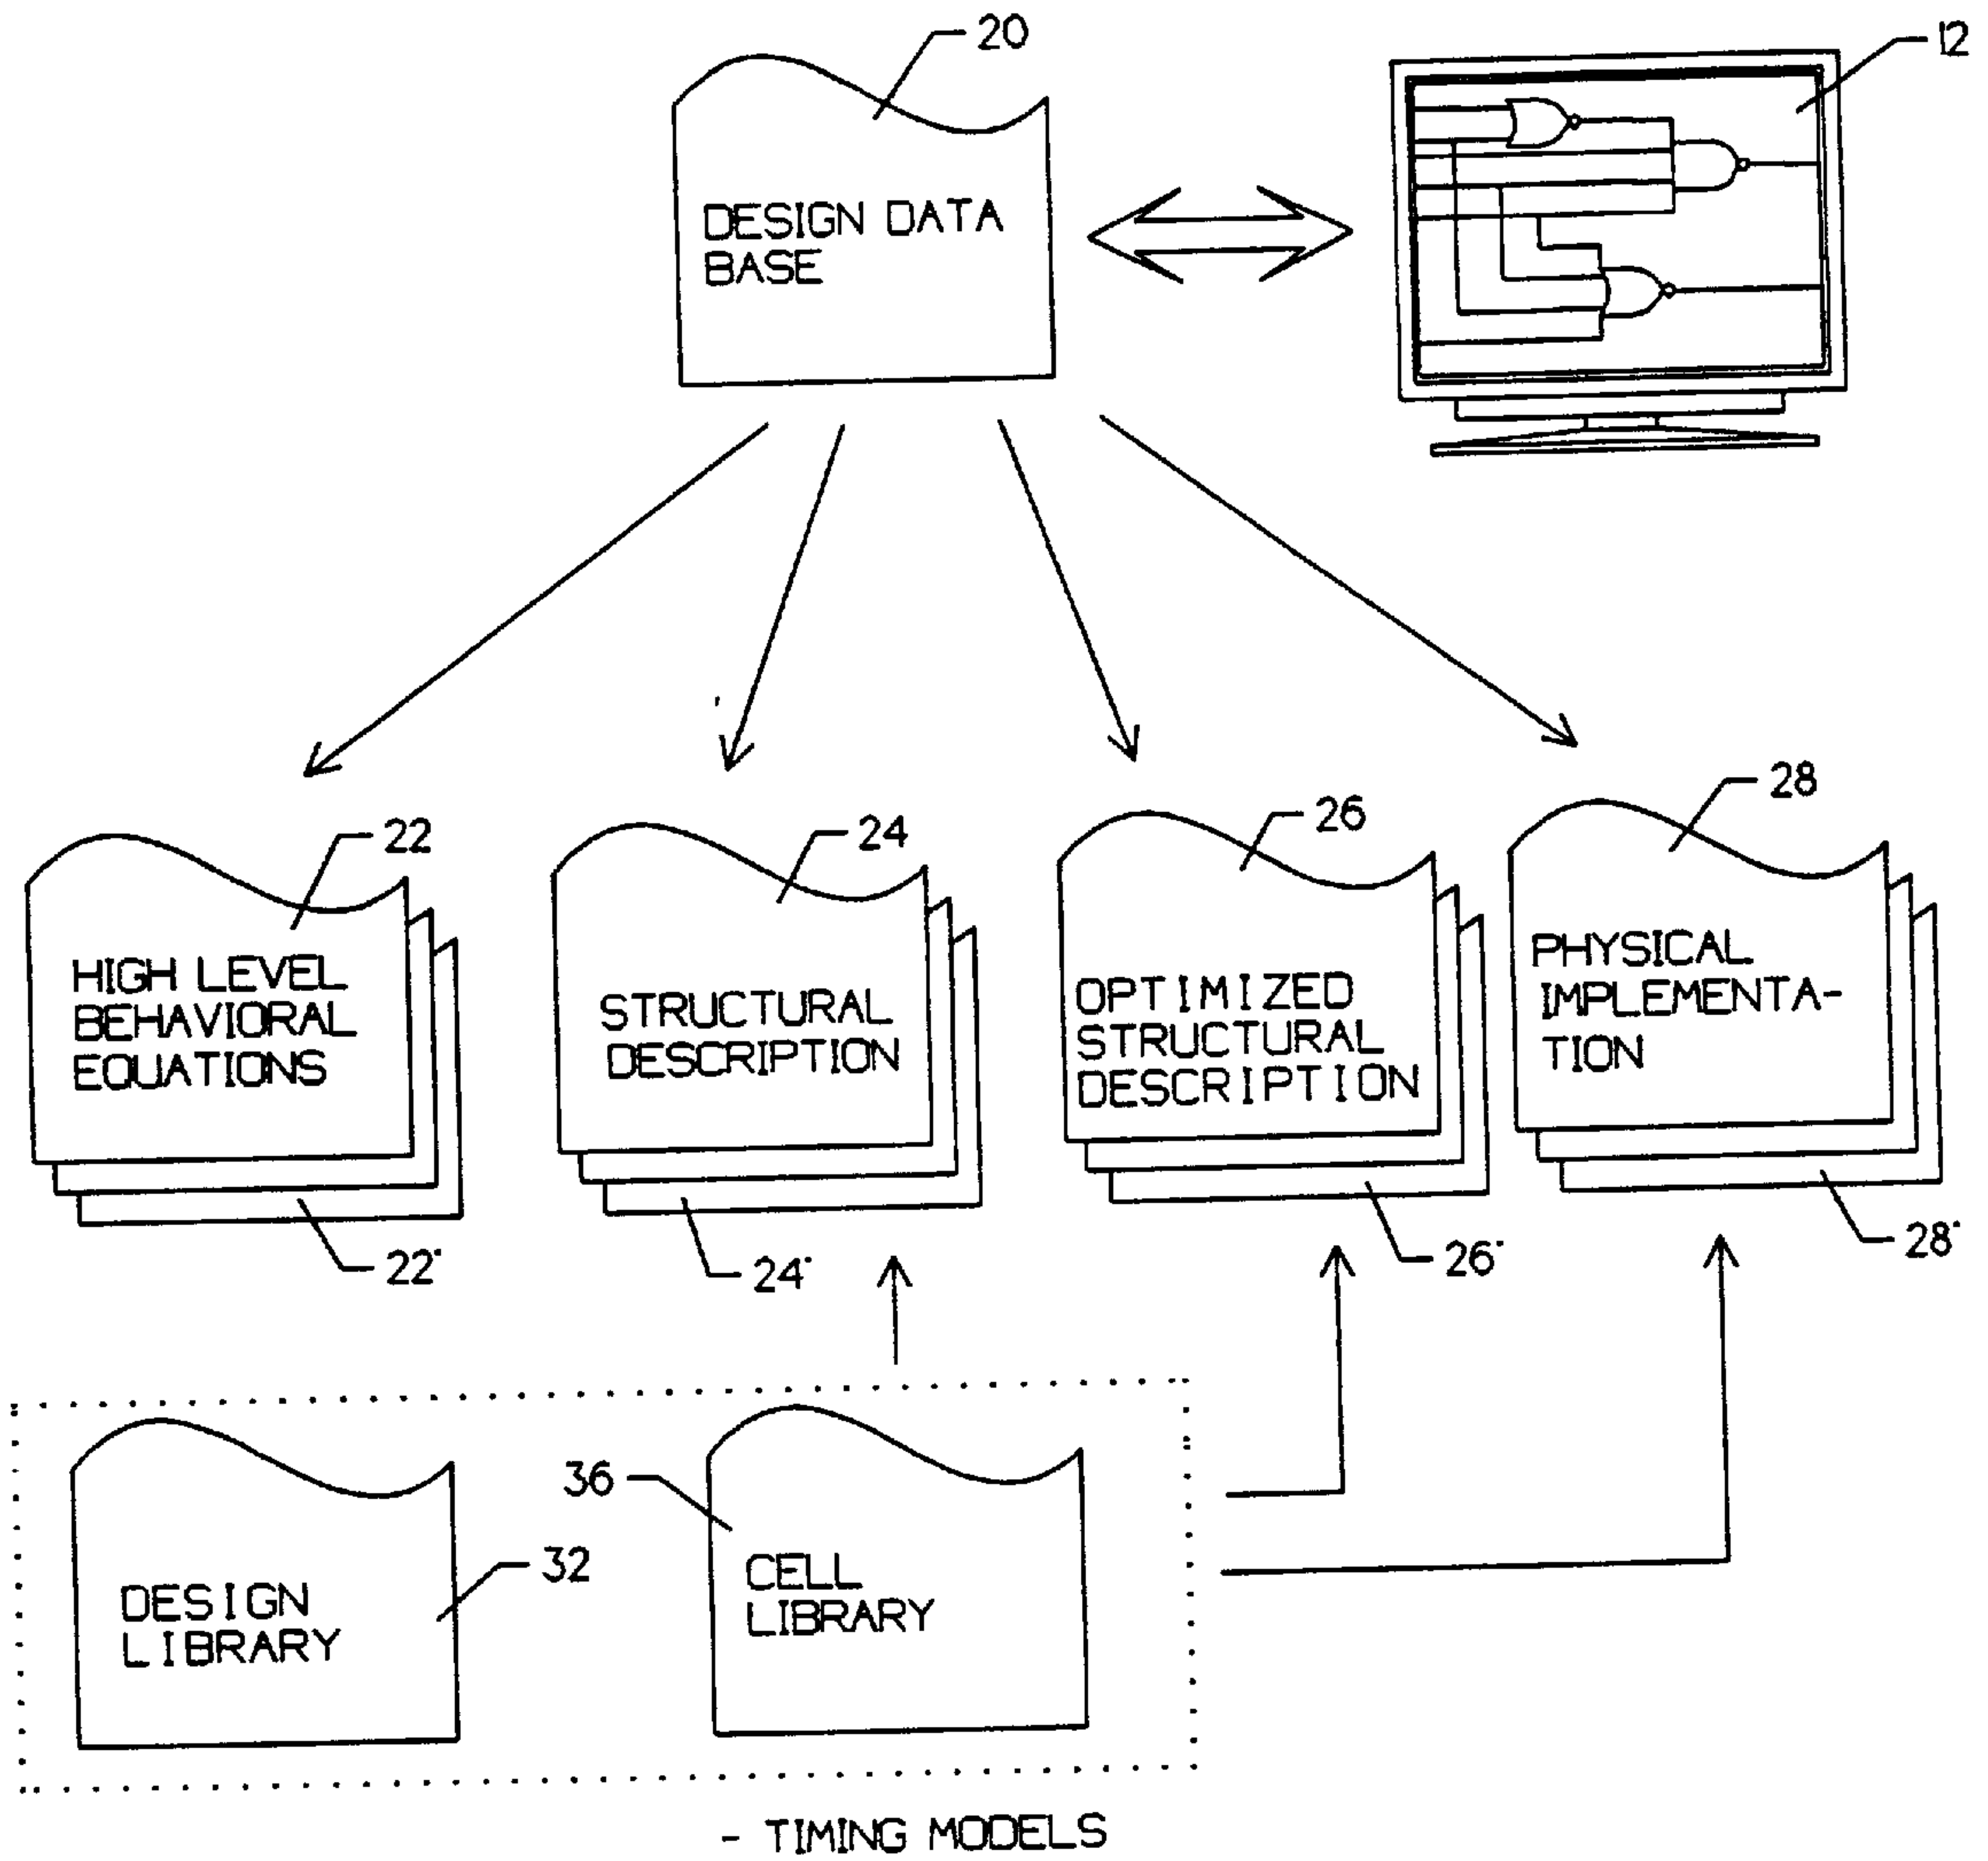 20
12
DESIGN DATA
BASE
22
24
26
28
HIGH LEVEL
BEHAVIORAL
EQUATIONS
STRUCTURAL
DESCRIPTION
OPTIMIZED
STRUCTURAL
DESCRIPTION
PHYSICAL
IMPLEMENTA-
TION
22'
24'
26'
28'
36
32
DESIGN
LIBRARY
CELL
LIBRARY
- TIMING MODELS